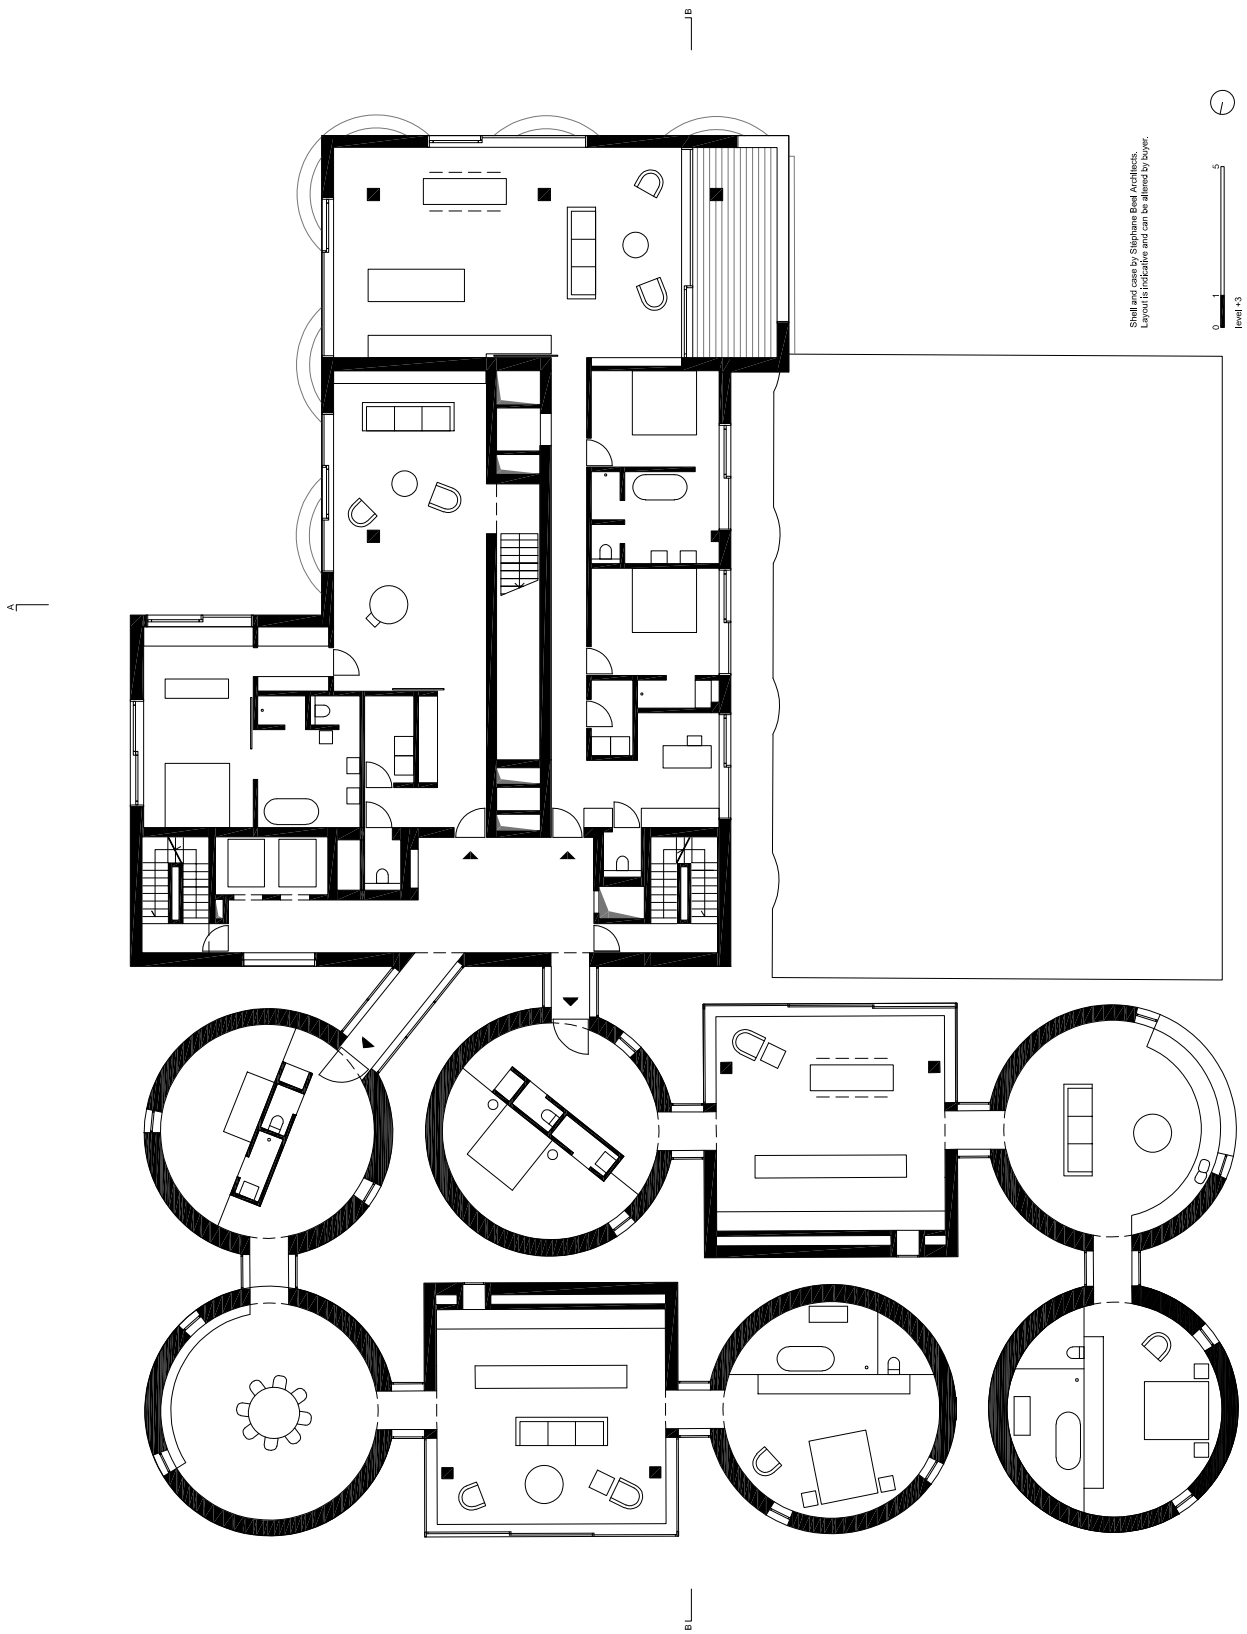 B
Shell and case by Stéphane Beel Architects.
Layout is indicative and can be altered by buyer.
0 1 5
level +3
A
B